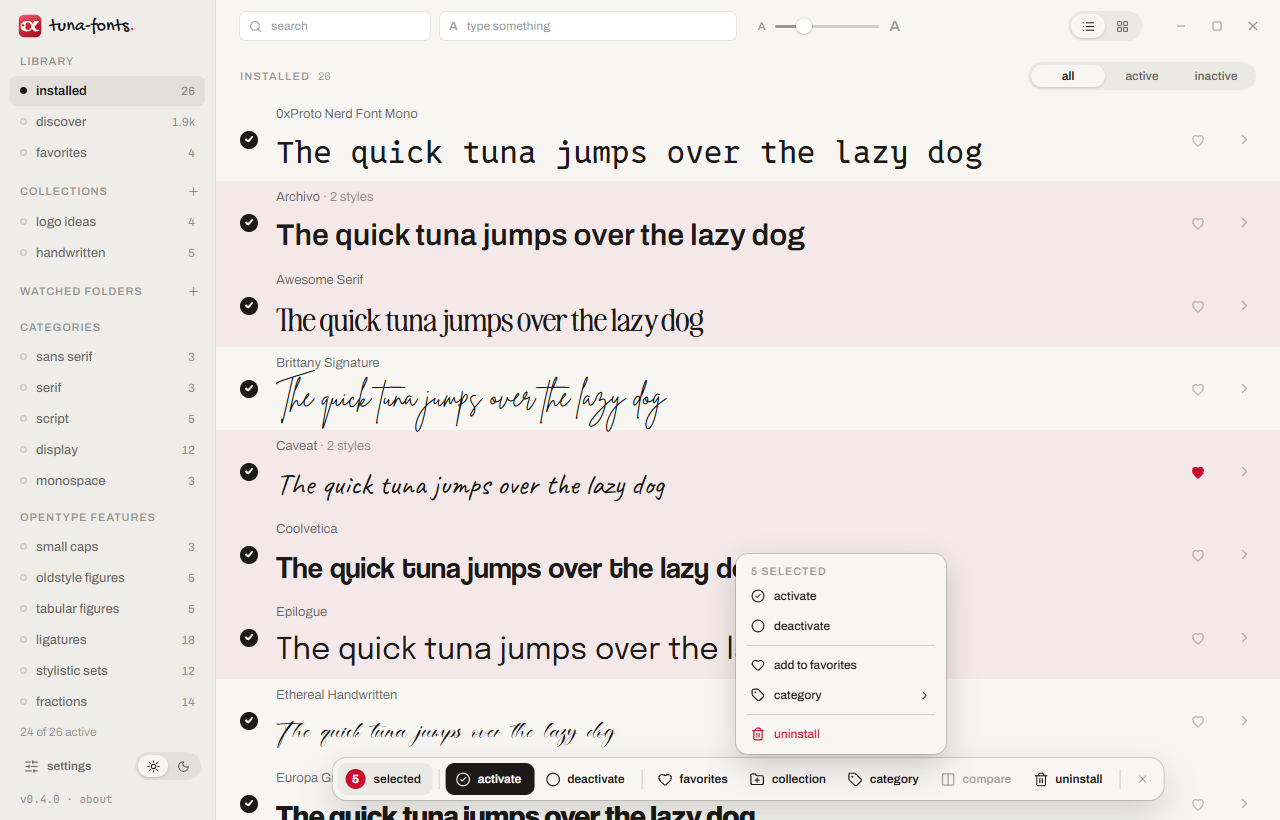 tuna-fonts.
LIBRARY
installed 26
discover 1.9k
favorites 4
COLLECTIONS
logo ideas 4
handwritten 5
WATCHED FOLDERS
CATEGORIES
sans serif 3
serif 3
script 5
display 12
monospace 3
OPENTYPE FEATURES
small caps 3
oldstyle figures 5
tabular figures 5
ligatures 18
stylistic sets 12
fractions 14
24 of 26 active
settings
v0.4.0 · about
search
A type something
A A
INSTALLED 26
all active inactive
0xProto Nerd Font Mono
The quick tuna jumps over the lazy dog
Archivo · 2 styles
The quick tuna jumps over the lazy dog
Awesome Serif
The quick tuna jumps over the lazy dog
Brittany Signature
The quick tuna jumps over the lazy dog
Caveat · 2 styles
The quick tuna jumps over the lazy dog
Coolvetica
The quick tuna jumps over the lazy
Epilogue
The quick tuna jumps over the
Ethereal Handwritten
The quick tuna jumps over the lazy dog
Europa
The quick tuna jumps over the lazy dog
5 SELECTED
activate
deactivate
add to favorites
category
uninstall
5 selected activate deactivate favorites collection category compare uninstall